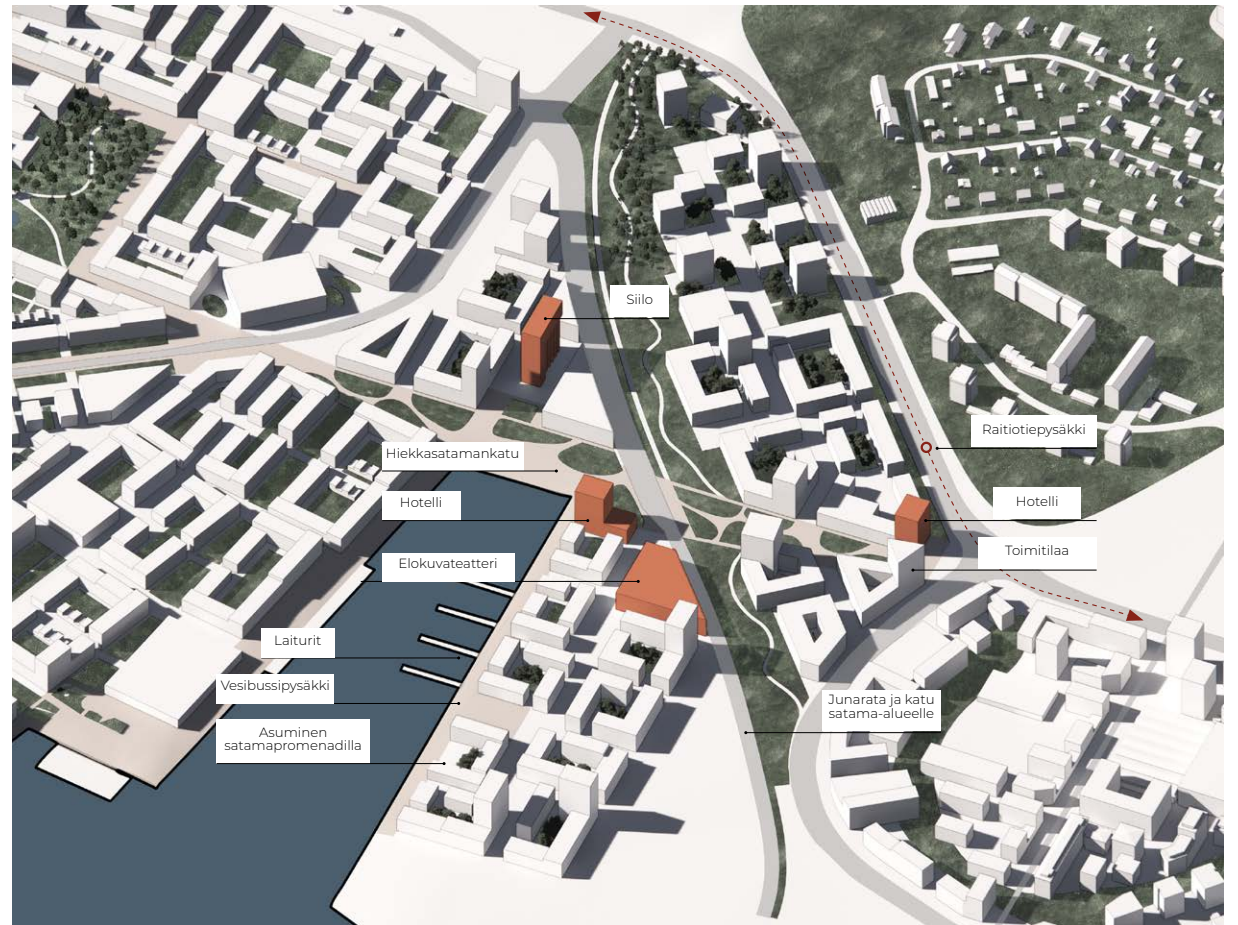 Siilo
Raitiotiepysäkki
Hiekkasatamankatu
Hotelli
Hotelli
Toimitilaa
Elokuvateatteri
Laiturit
Vesibussipysäkki
Junarata ja katu
satama-alueelle
Asuminen
satamapromenadilla